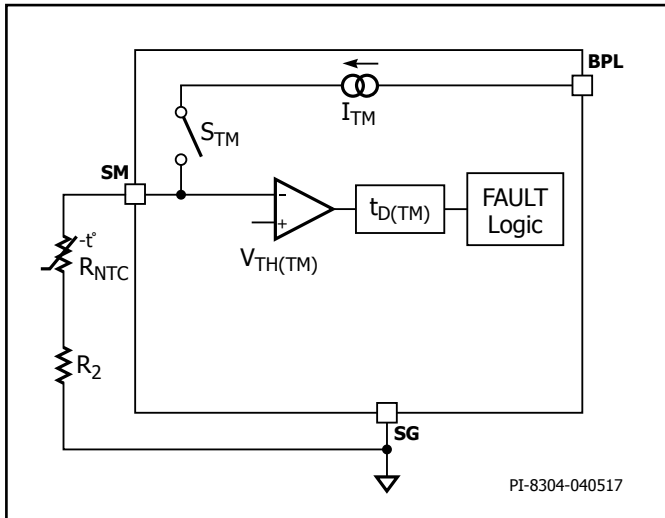 BPL
I_TM
S_TM
SM
-
+
V_TH(TM)
t_D(TM)
FAULT
Logic
-t°
R_NTC
R_2
SG
PI-8304-040517